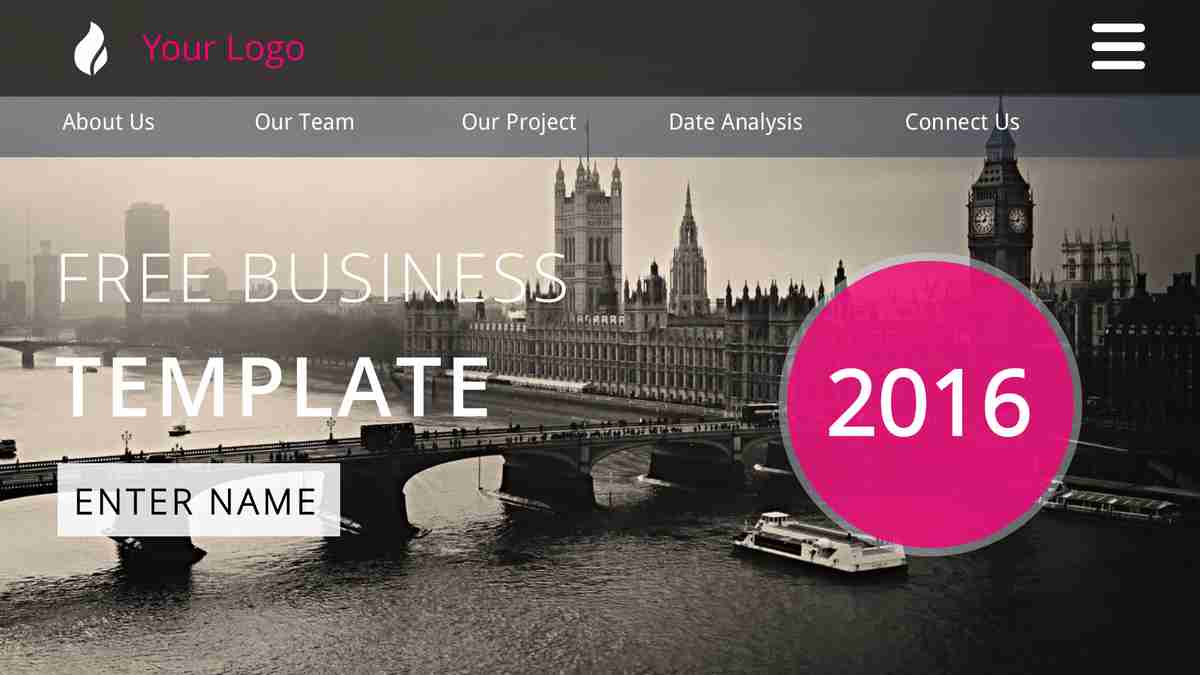 Your Logo
About Us Our Team Our Project Date Analysis Connect Us
FREE BUSINESS
TEMPLATE
2016
ENTER NAME